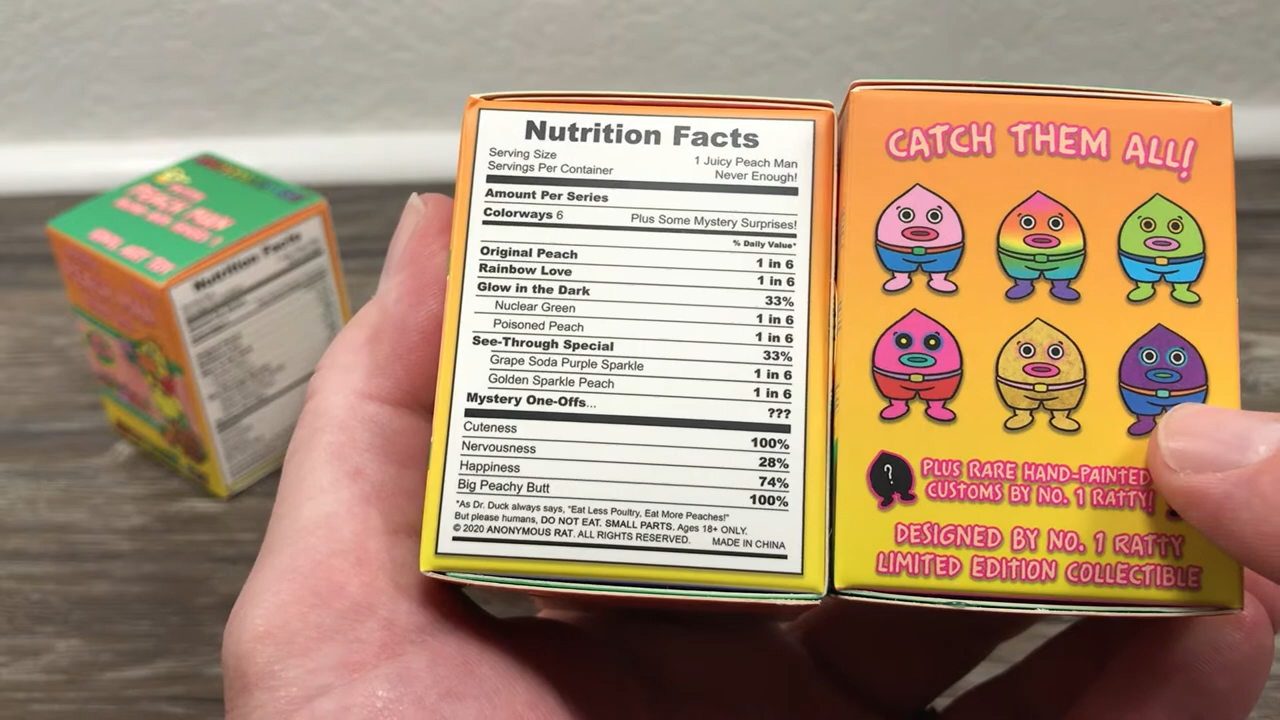 Nutrition Facts
Serving Size 1 Juicy Peach Man
Servings Per Container Never Enough!
Amount Per Series
Colorways 6 Plus Some Mystery Surprises!
% Daily Value*
Original Peach 1 in 6
Rainbow Love 1 in 6
Glow in the Dark 33%
Nuclear Green 1 in 6
Poisoned Peach 1 in 6
See-Through Special 33%
Grape Soda Purple Sparkle 1 in 6
Golden Sparkle Peach 1 in 6
Mystery One-Offs... ???
Cuteness 100%
Nervousness 28%
Happiness 74%
Big Peachy Butt 100%
*As Dr. Duck always says, "Eat Less Poultry, Eat More Peaches!"
But please humans, DO NOT EAT. SMALL PARTS. Ages 18+ ONLY.
© 2020 ANONYMOUS RAT. ALL RIGHTS RESERVED. MADE IN CHINA
CATCH THEM ALL!
?
PLUS RARE HAND-PAINTED
CUSTOMS BY NO. 1 RATTY!
DESIGNED BY NO. 1 RATTY
LIMITED EDITION COLLECTIBLE
PEACH MAN
Nutrition Facts